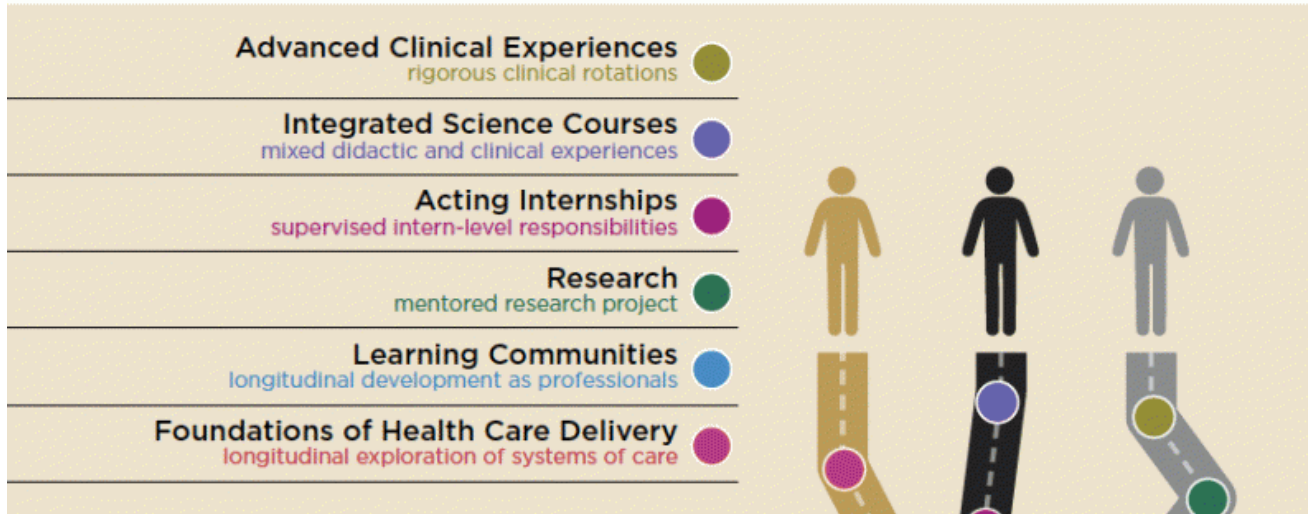 Advanced Clinical Experiences
rigorous clinical rotations
Integrated Science Courses
mixed didactic and clinical experiences
Acting Internships
supervised intern-level responsibilities
Research
mentored research project
Learning Communities
longitudinal development as professionals
Foundations of Health Care Delivery
longitudinal exploration of systems of care